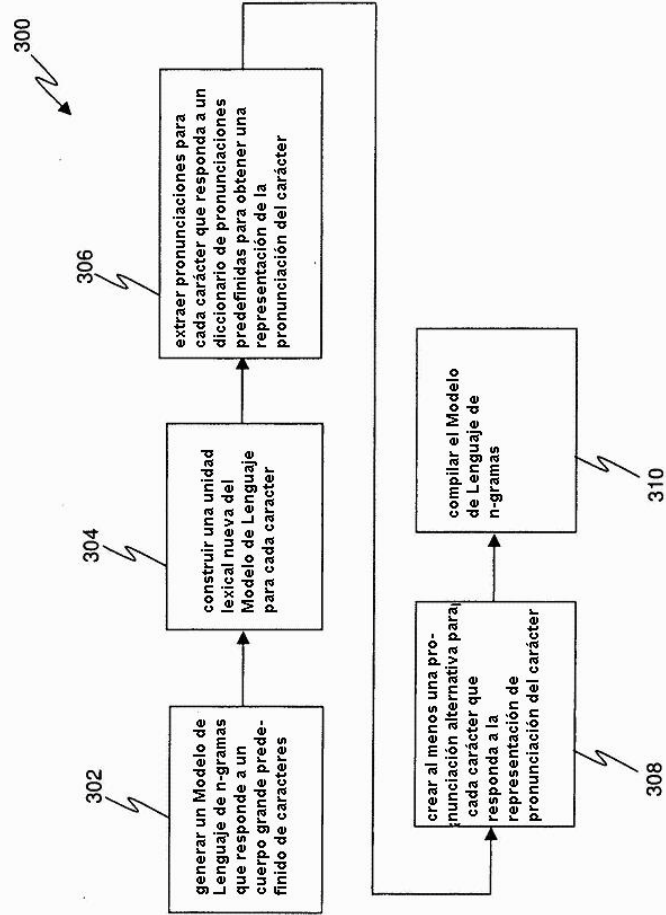 300
302
generar un Modelo de
Lenguaje de n-gramas
que responde a un
cuerpo grande prede-
finido de caracteres
304
construir una unidad
lexical nueva del
Modelo de Lenguaje
para cada caracter
306
extraer pronunciaciones para
cada carácter que responda a un
diccionario de pronunciaciones
predefinidas para obtener una
representación de la
pronunciación del carácter
crear al menos una pro-
nunciación alternativa para
cada carácter que
responda a la
representación de
pronunciación del carácter
308
compilar el Modelo
de Lenguaje de
n-gramas
310